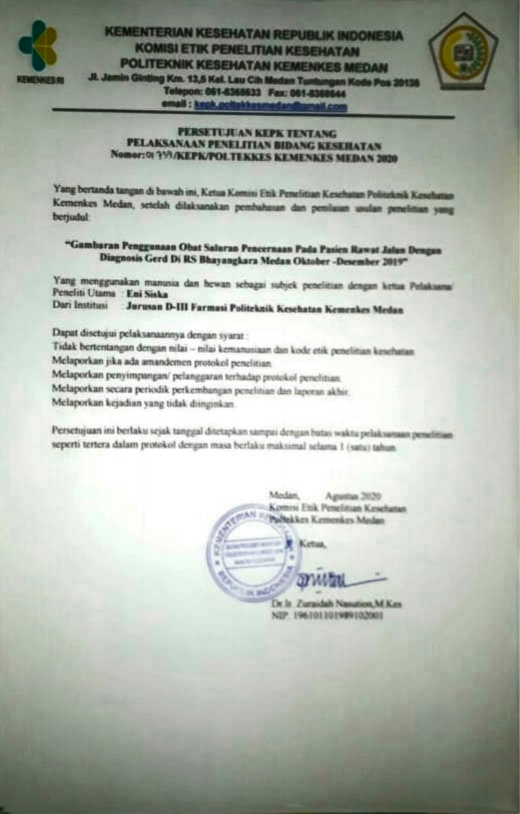 KEMENTERIAN KESEHATAN REPUBLIK INDONESIA
KOMISI ETIK PENELITIAN KESEHATAN
POLITEKNIK KESEHATAN KEMENKES MEDAN
KEMENKES RI
Jl. Jamin Ginting Km. 13,5 Kel. Lau Cih Medan Tuntungan Kode Pos 20136
Telepon: 061-8368633 Fax: 061-8368644
email : kepk.poltekkesmedan@gmail.com
PERSETUJUAN KEPK TENTANG
PELAKSANAAN PENELITIAN BIDANG KESEHATAN
/KEPK/POLTEKKES KEMENKES MEDAN 2020
Yang bertanda tangan di bawah ini, Ketua Komisi Etik Penelitian Kesehatan Politeknik Kesehatan
Kemenkes Medan, setelah dilaksanakan pembahasan dan penilaian usulan penelitian yang
berjudul:
“Gambaran Penggunaan Obat Saluran Pencernaan Pada Pasien Rawat Jalan Dengan
Diagnosis Gerd Di RS Bhayangkara Medan Oktober -Desember 2019”
Yang menggunakan manusia dan hewan sebagai subjek penelitian dengan ketua Pelaksana/
Peneliti Utama : Eni Siska
Dari Institusi : Jurusan D-III Farmasi Politeknik Kesehatan Kemenkes Medan
Dapat disetujui pelaksanaannya dengan syarat :
Tidak bertentangan dengan nilai – nilai kemanusiaan dan kode etik penelitian kesehatan
Melaporkan jika ada amandemen protokol penelitian.
Melaporkan penyimpangan/ pelanggaran terhadap protokol penelitian.
Melaporkan secara periodik perkembangan penelitian dan laporan akhir.
Melaporkan kejadian yang tidak diinginkan.
Persetujuan ini berlaku sejak tanggal ditetapkan sampai dengan batas waktu pelaksanaan penelitian
seperti tertera dalam protokol dengan masa berlaku maksimal selama 1 (satu) tahun.
Medan, Agustus 2020
Komisi Etik Penelitian Kesehatan
Poltekkes Kemenkes Medan
Ketua,
REPUBLIK INDONESIA
Dr.Ir. Zuraidah Nasution,M.Kes
NIP. 196101101989102001